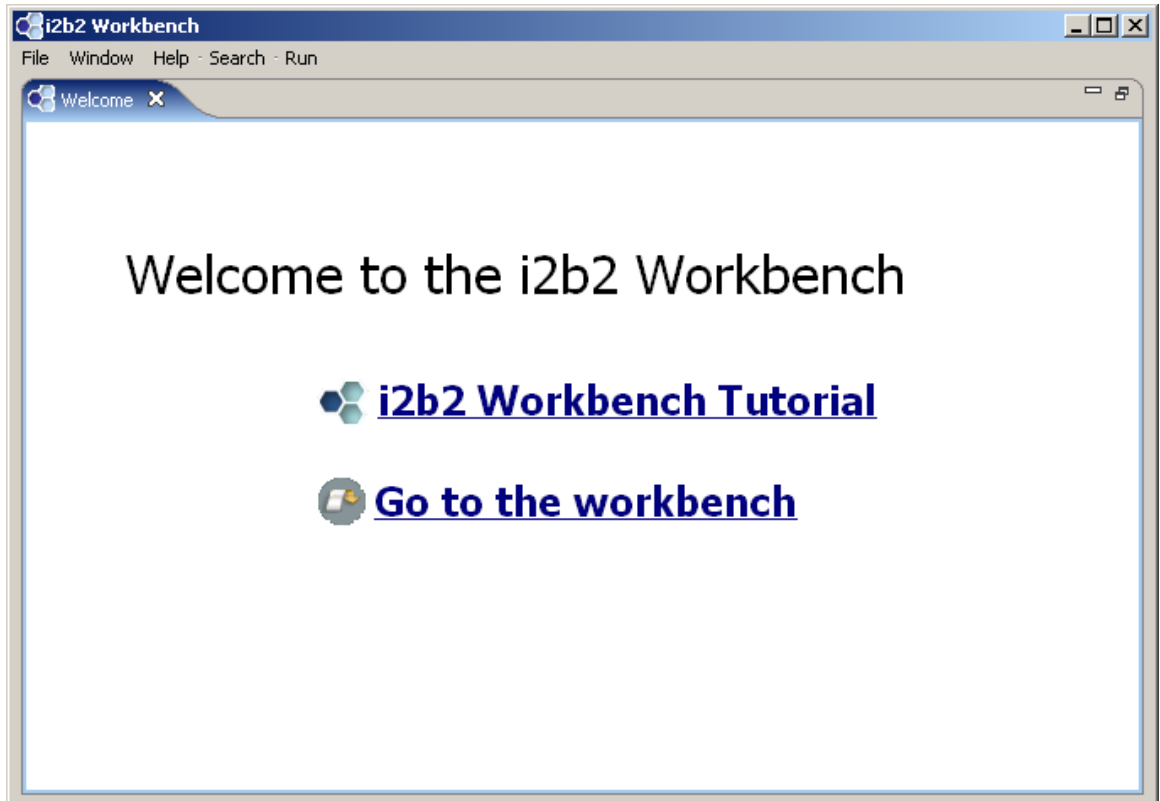 i2b2 Workbench
File Window Help Search Run
Welcome
Welcome to the i2b2 Workbench
i2b2 Workbench Tutorial
Go to the workbench